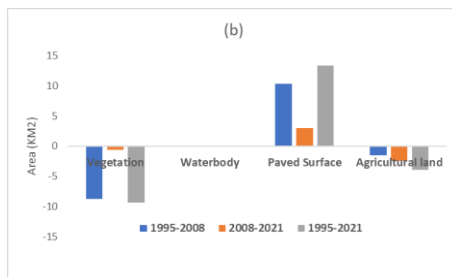 (b)
Area (KM2)
15
10
5
0
-5
-10
-15
Vegetation Waterbody Paved Surface Agricultural land
1995-2008 2008-2021 1995-2021